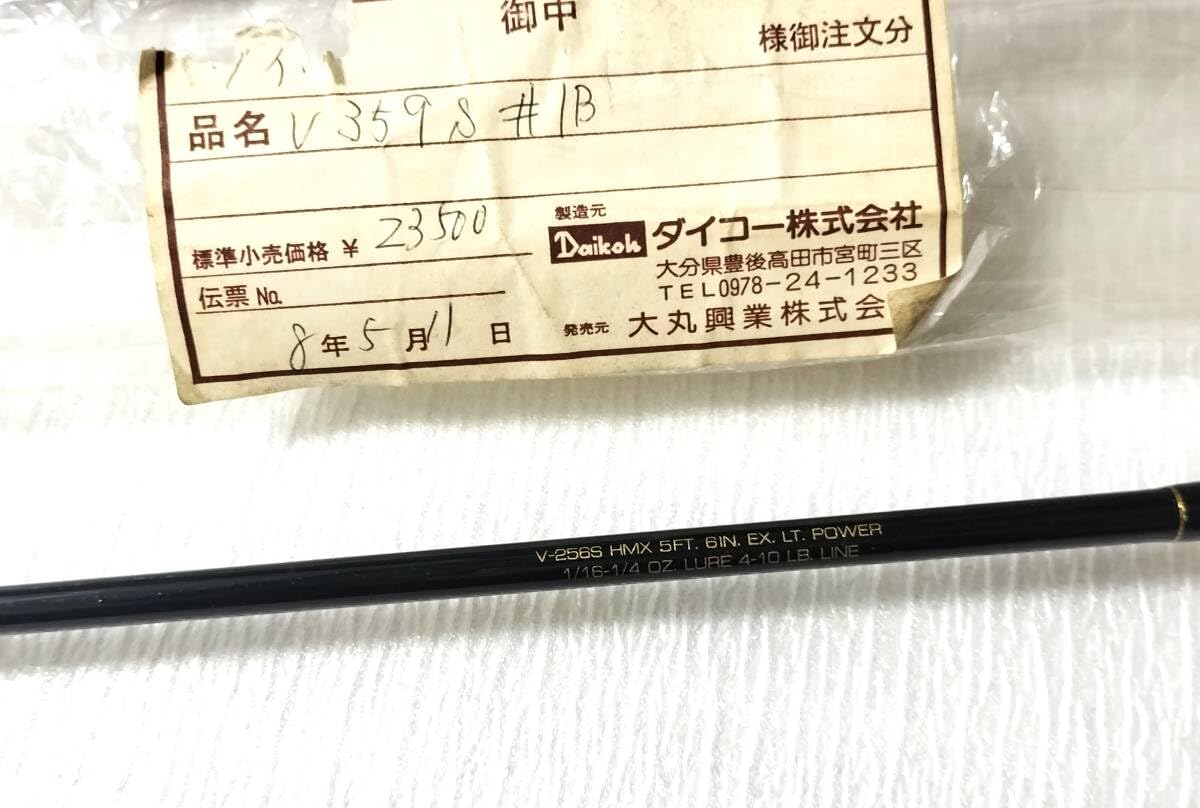 御中
様御注文分
品名 V 359S #1B
標準小売価格 ¥ 23500
製造元
Daikoh ダイコー株式会社
大分県豊後高田市宮町三区
TEL0978-24-1233
伝票 No.
8年5月11日
発売元 大丸興業株式会
V-256S HMX 5FT. 6IN. EX. LT. POWER
1/16-1/4 OZ. LURE 4-10 LB. LINE